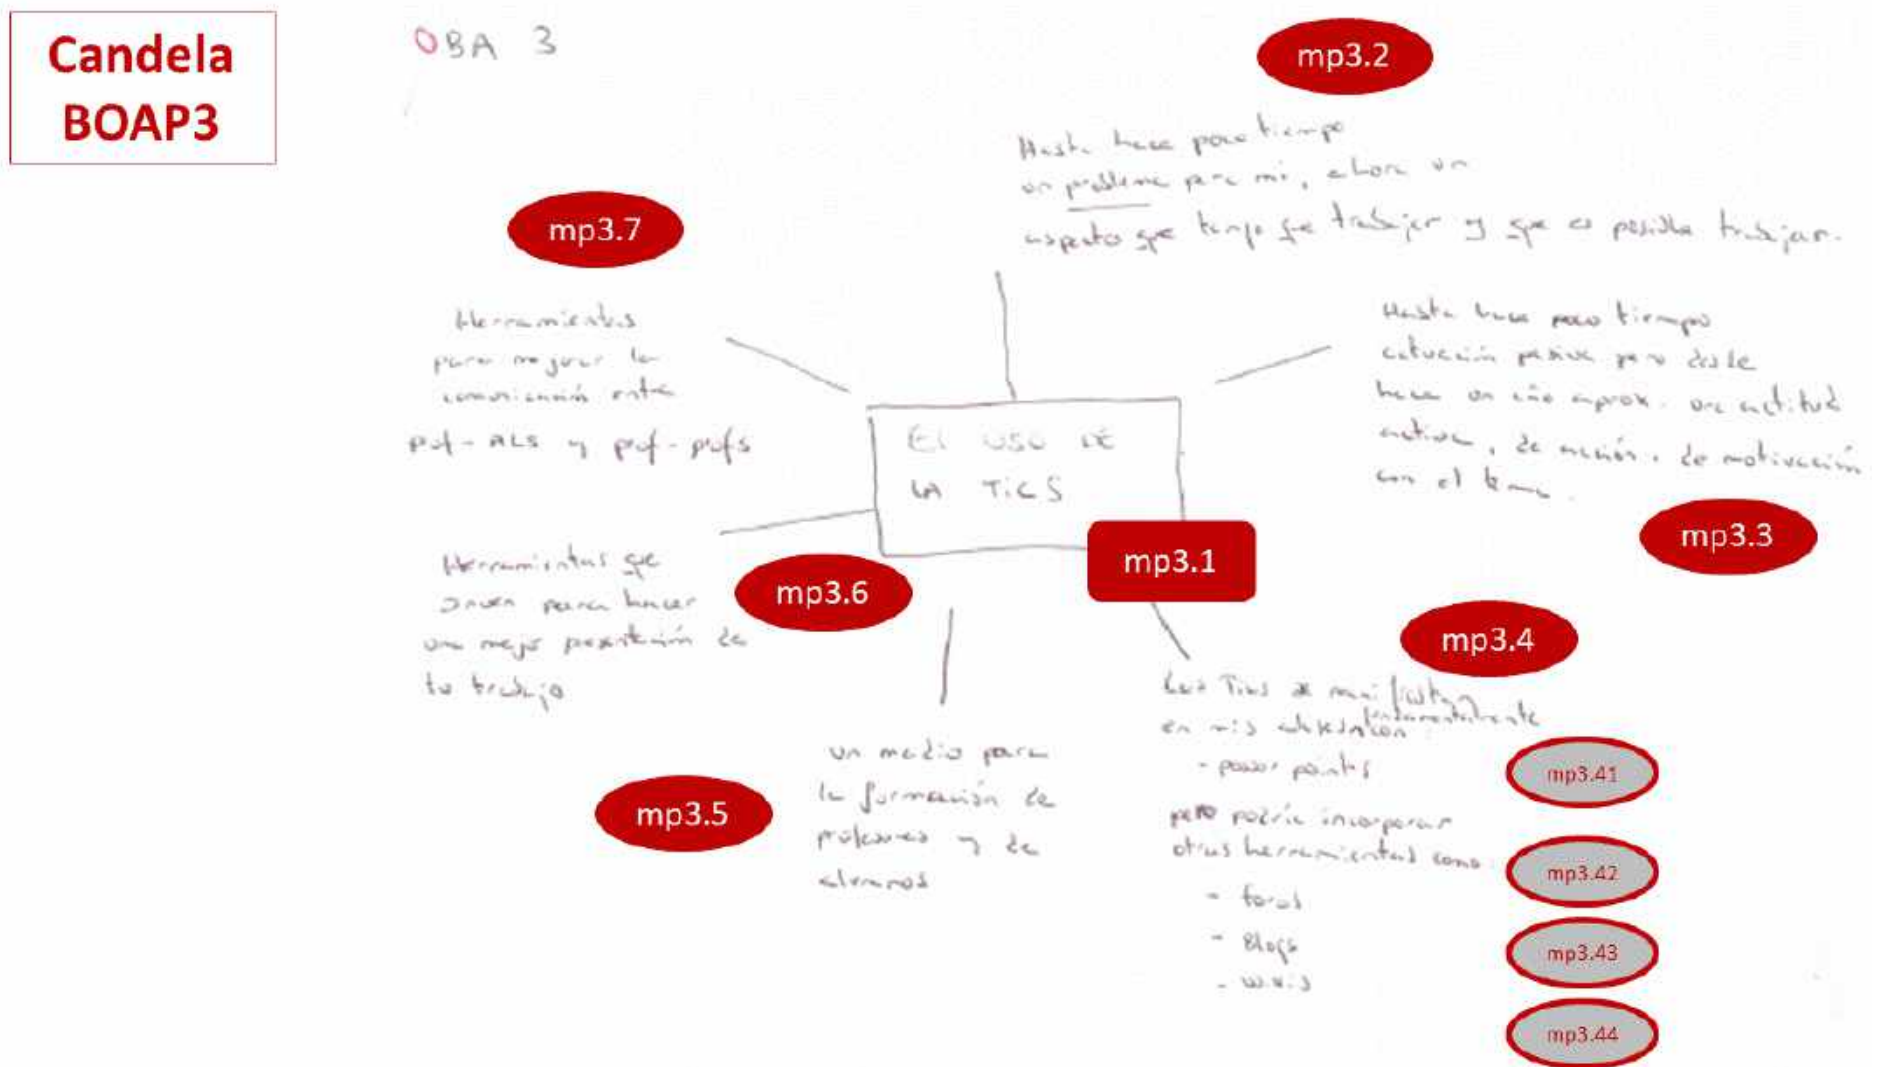 Candela
BOAP3
OBA 3
mp3.2
Hasta hace poco tiempo
un problema para mi, ahora un
aspectos que tengo que trabajar y que es posible trabajar.
mp3.7
Herramientas
para mejorar la
comunicación entre
prof-ALS y prof-profs
Hasta hace poco tiempo
actuación pasiva pero desde
hace un año aprox. una actitud
activa, de acción, de motivación
con el tema.
mp3.3
El USO DE
LA TICS
mp3.1
Herramientas que
sirven para hacer
una mejor presentación de
tu trabajo
mp3.6
mp3.4
Las Tics se manifiestan
fundamentalmente
en mis con
- power points
mp3.41
pero podría incorporar
otras herramientas como:
mp3.42
- foros
- Blogs
mp3.43
- wikis
mp3.44
mp3.5
un medio para
la formación de
profesores y de
alumnos